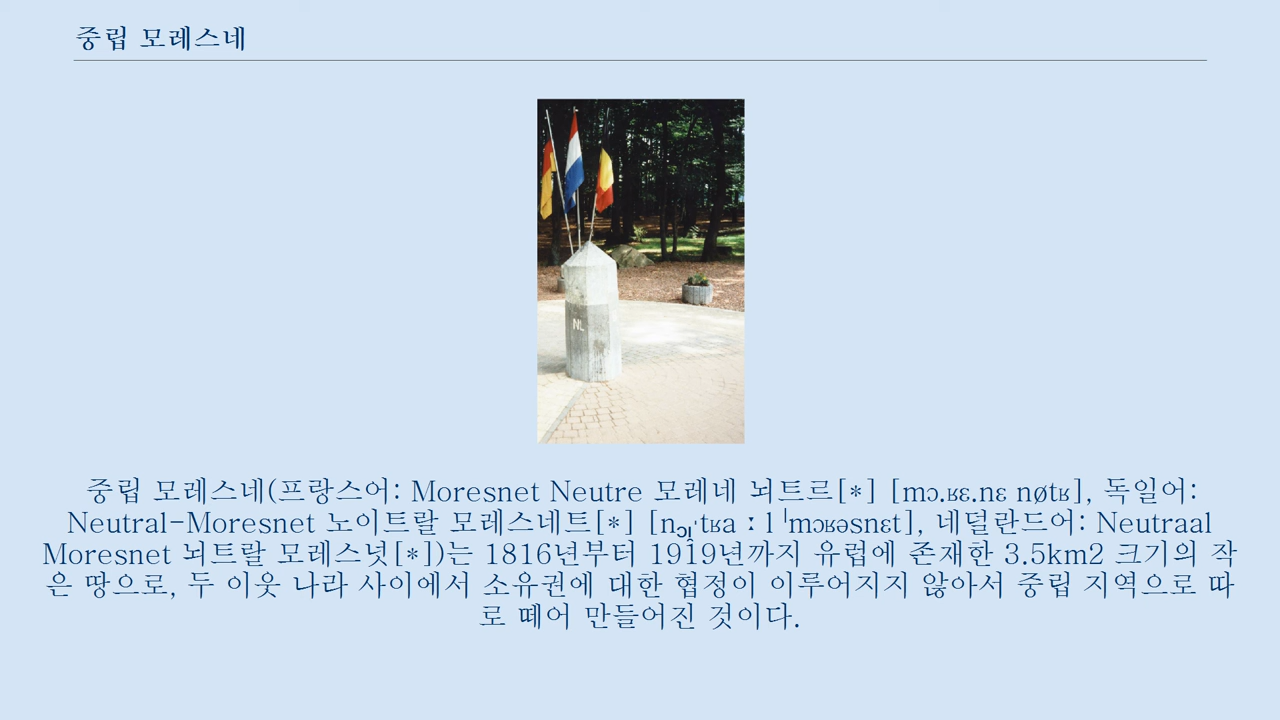 중립 모레스네
NL
중립 모레스네(프랑스어: Moresnet Neutre 모레네 뇌트르[*] [mɔ.ʁɛ.nɛ nøtʁ], 독일어:
Neutral-Moresnet 노이트랄 모레스네트[*] [nɔɪ̯ˈtʁaːl ˈmɔʁəsnɛt], 네덜란드어: Neutraal
Moresnet 뇌트랄 모레스넛[*])는 1816년부터 1919년까지 유럽에 존재한 3.5km2 크기의 작
은 땅으로, 두 이웃 나라 사이에서 소유권에 대한 협정이 이루어지지 않아서 중립 지역으로 따
로 떼어 만들어진 것이다.